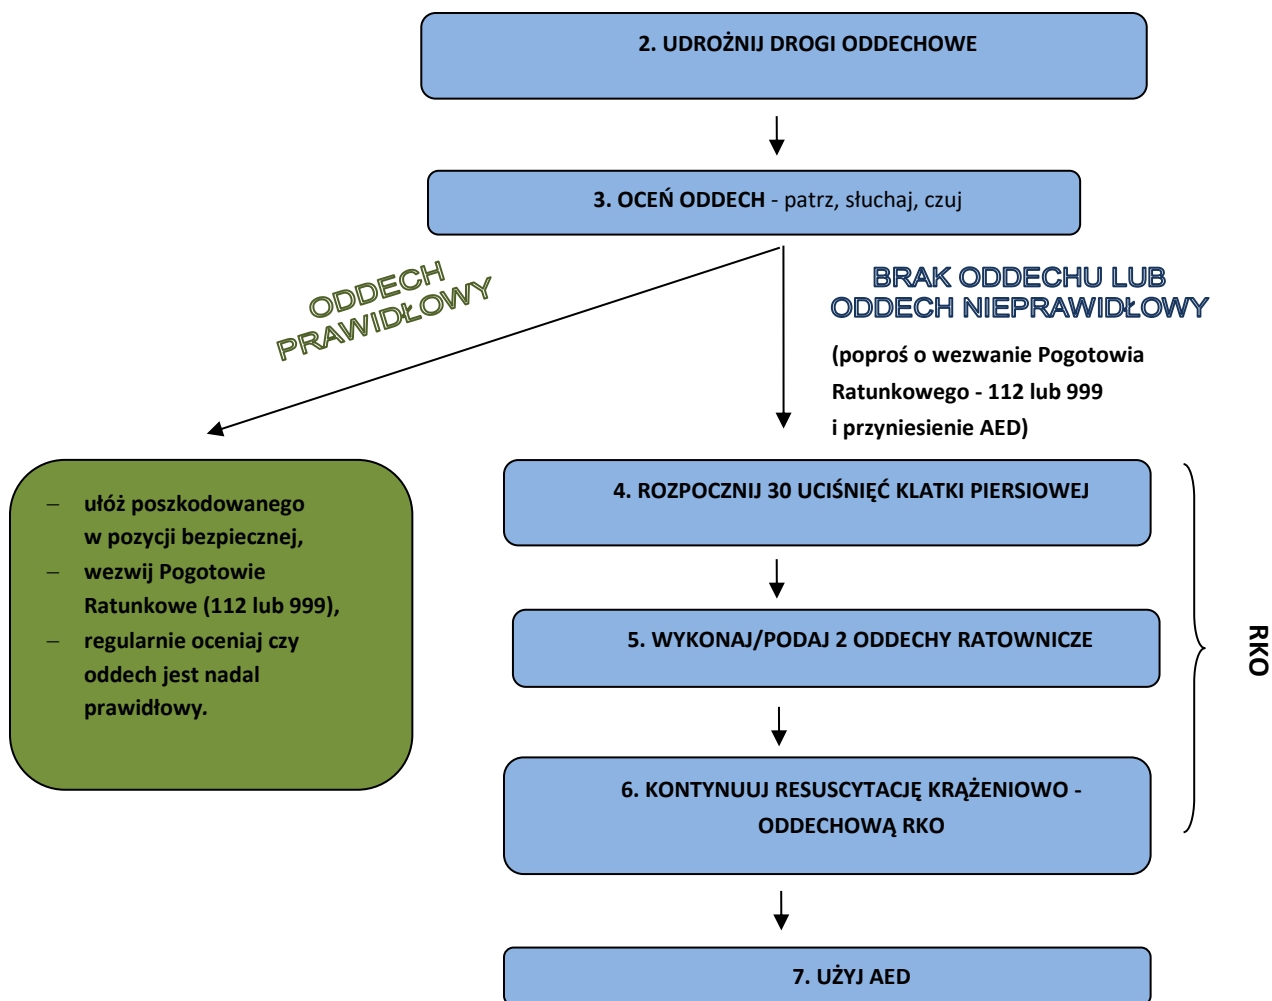 2. UDROŻNIJ DROGI ODDECHOWE
3. OCEŃ ODDECH - patrz, słuchaj, czuj
ODDECH
PRAWIDŁOWY
BRAK ODDECHU LUB
ODDECH NIEPRAWIDŁOWY
(poproś o wezwanie Pogotowia
Ratunkowego - 112 lub 999
i przyniesienie AED)
– ułóż poszkodowanego
w pozycji bezpiecznej,
– wezwij Pogotowie
Ratunkowe (112 lub 999),
– regularnie oceniaj czy
oddech jest nadal
prawidłowy.
4. ROZPOCZNIJ 30 UCIŚNIĘĆ KLATKI PIERSIOWEJ
5. WYKONAJ/PODAJ 2 ODDECHY RATOWNICZE
6. KONTYNUUJ RESUSCYTACJĘ KRĄŻENIOWO -
ODDECHOWĄ RKO
RKO
7. UŻYJ AED